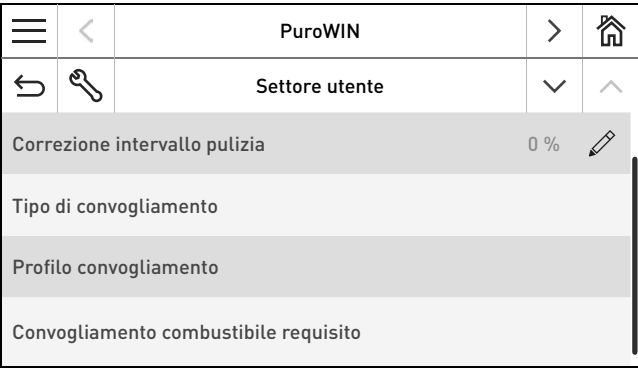 PuroWIN
Settore utente
Correzione intervallo pulizia 0 %
Tipo di convogliamento
Profilo convogliamento
Convogliamento combustibile requisito